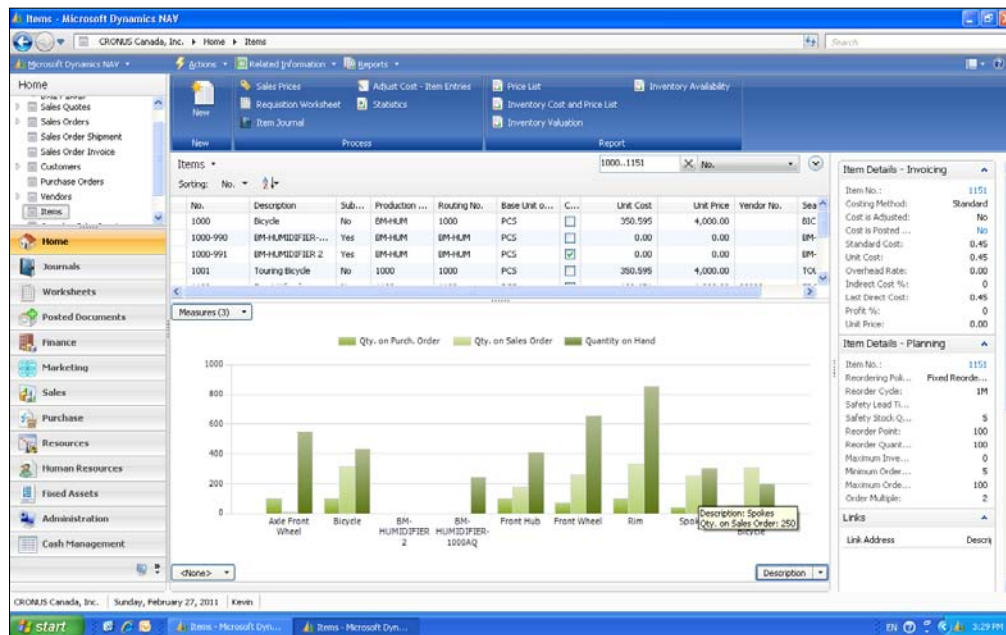 Items - Microsoft Dynamics NAV
CRONUS Canada, Inc. Home Items
Search
Microsoft Dynamics NAV
Actions Related Information Reports
Home
Sales Quotes
Sales Orders
Sales Order Shipment
Sales Order Invoice
Customers
Purchase Orders
Vendors
Items
Home
Journals
Worksheets
Posted Documents
Finance
Marketing
Sales
Purchase
Resources
Human Resources
Fixed Assets
Administration
Cash Management
New
New
Sales Prices
Requisition Worksheet
Item Journal
Adjust Cost - Item Entries
Statistics
Process
Price List
Inventory Cost and Price List
Inventory Valuation
Inventory Availability
Report
Items
1000..1151 No.
Sorting: No.
No. Description Sub... Production ... Routing No. Base Unit o... C... Unit Cost Unit Price Vendor No. Sea
1000 Bicycle No BM-HUM 1000 PCS 350.595 4,000.00 BIC
1000-990 BM-HUMIDIFIER-... Yes BM-HUM BM-HUM PCS 0.00 0.00 BM-
1000-991 BM-HUMIDIFIER 2 Yes BM-HUM BM-HUM PCS 0.00 0.00 BM-
1001 Touring Bicycle No 1000 1000 PCS 350.595 4,000.00 TOU
Measures (3)
Qty. on Purch. Order Qty. on Sales Order Quantity on Hand
1000
800
600
400
200
0
Axle Front Wheel
Bicycle
BM-HUMIDIFIER 2
BM-HUMIDIFIER-1000AQ
Front Hub
Front Wheel
Rim
Bicycle
Description: Spokes
Qty. on Sales Order: 250
<None>
Description
Item Details - Invoicing
Item No.: 1151
Costing Method: Standard
Cost is Adjusted: No
Cost is Posted ... No
Standard Cost: 0.45
Unit Cost: 0.45
Overhead Rate: 0.00
Indirect Cost %: 0
Last Direct Cost: 0.45
Profit %: 0
Unit Price: 0.00
Item Details - Planning
Item No.: 1151
Reordering Poli... Fixed Reorde...
Reorder Cycle: 1M
Safety Lead Ti...
Safety Stock Q... 5
Reorder Point: 100
Reorder Quant... 100
Maximum Inve... 0
Minimum Order... 5
Maximum Orde... 100
Order Multiple: 2
Links
Link Address Descrip
CRONUS Canada, Inc. Sunday, February 27, 2011 Kevin
start
Items - Microsoft Dyn...
Items - Microsoft Dyn...
EN
3:29 PM